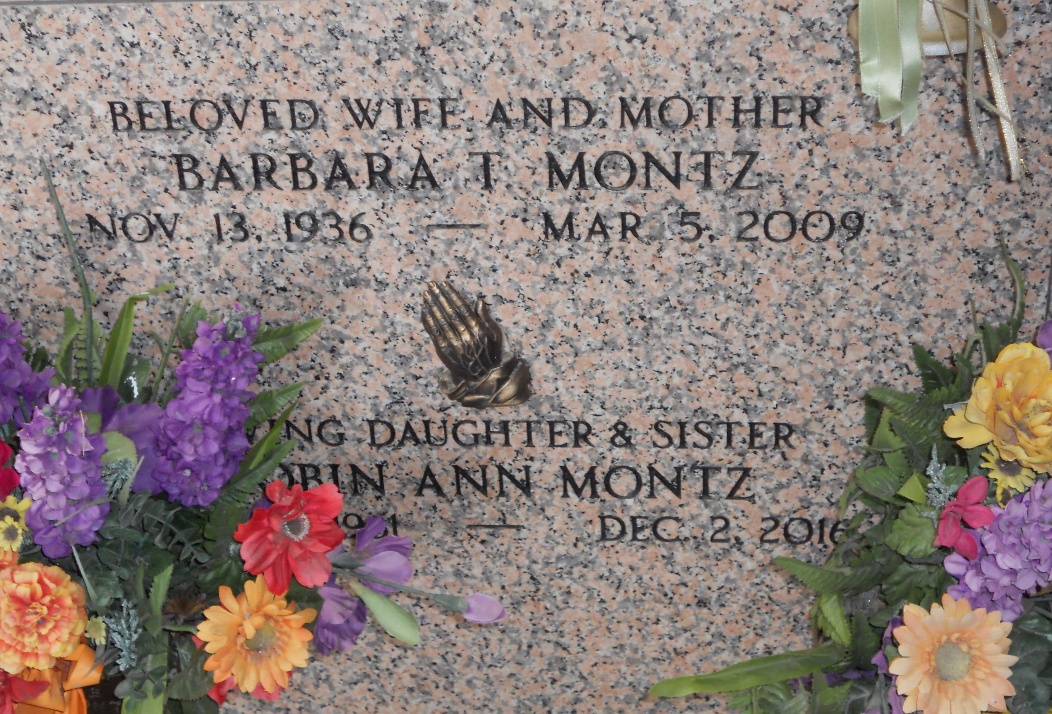 BELOVED WIFE AND MOTHER
BARBARA T MONTZ
NOV. 13, 1936 — MAR. 5, 2009
DAUGHTER & SISTER
ANN MONTZ
— DEC. 2, 2016